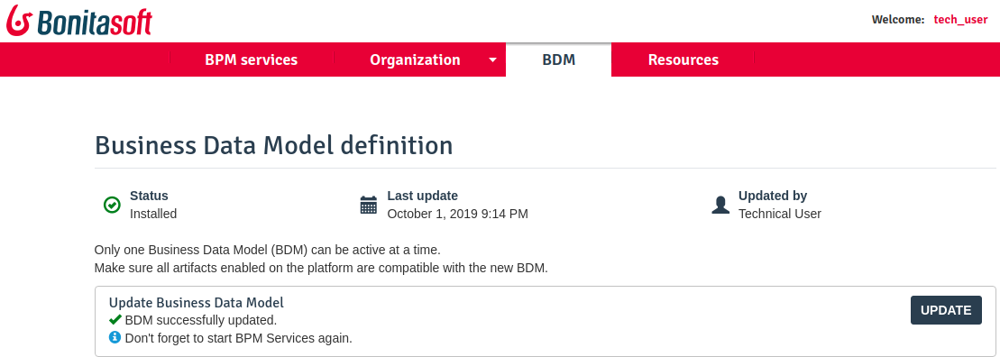 Bonitasoft
Welcome: tech_user
BPM services Organization BDM Resources
Business Data Model definition
Status Last update Updated by
Installed October 1, 2019 9:14 PM Technical User
Only one Business Data Model (BDM) can be active at a time.
Make sure all artifacts enabled on the platform are compatible with the new BDM.
Update Business Data Model
BDM successfully updated.
Don't forget to start BPM Services again.
UPDATE